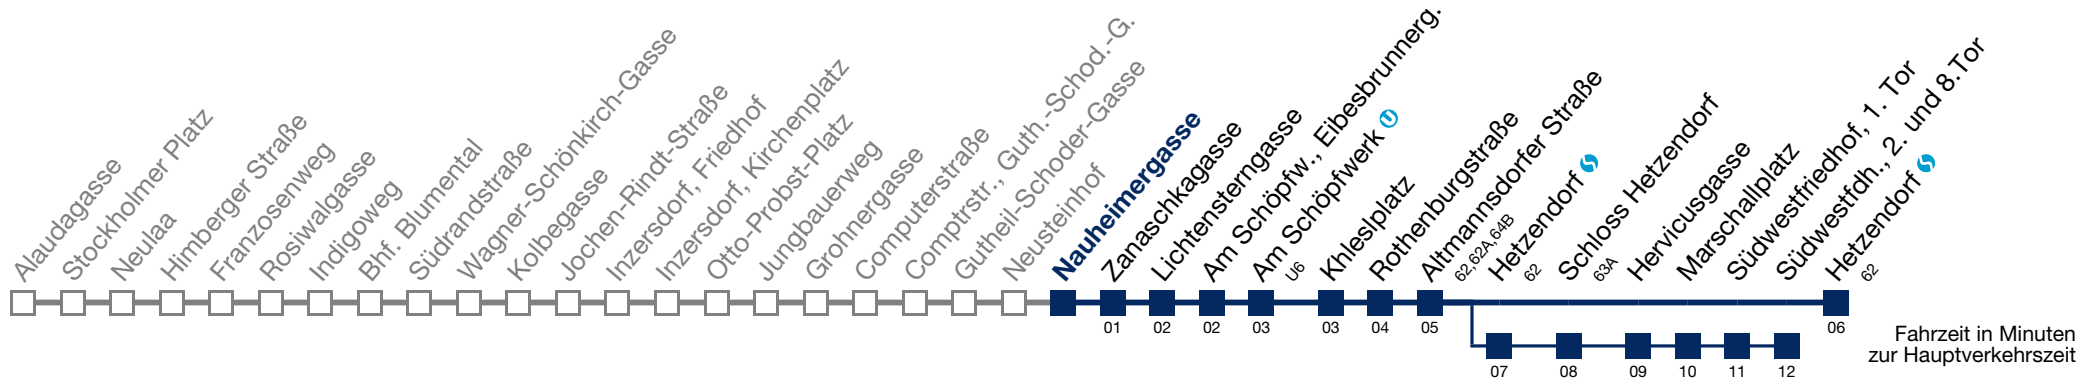 Alaudagasse
Stockholmer Platz
Neulaa
Himberger Straße
Franzosenweg
Rosiwalgasse
Indigoweg
Bhf. Blumental
Südrandstraße
Wagner-Schönkirch-Gasse
Kolbegasse
Jochen-Rindt-Straße
Inzersdorf, Friedhof
Inzersdorf, Kirchenplatz
Otto-Probst-Platz
Jungbauerweg
Grohnergasse
Computerstraße
Comptrstr., Guth.-Schod.-G.
Gutheil-Schoder-Gasse
Neusteinhof
Nauheimergasse
Zanaschkagasse
Lichtensterngasse
Am Schöpfw., Eibesbrunnerg.
Am Schöpfwerk U
U6
Khleslplatz
Rothenburgstraße
Altmannsdorfer Straße
62,62A,64B
Hetzendorf S
62
Schloss Hetzendorf
63A
Hervicusgasse
Marschallplatz
Südwestfriedhof, 1. Tor
Südwestfdh., 2. und 8.Tor
Hetzendorf S
62
01 02 02 03 03 04 05 06
07 08 09 10 11 12
Fahrzeit in Minuten
zur Hauptverkehrszeit